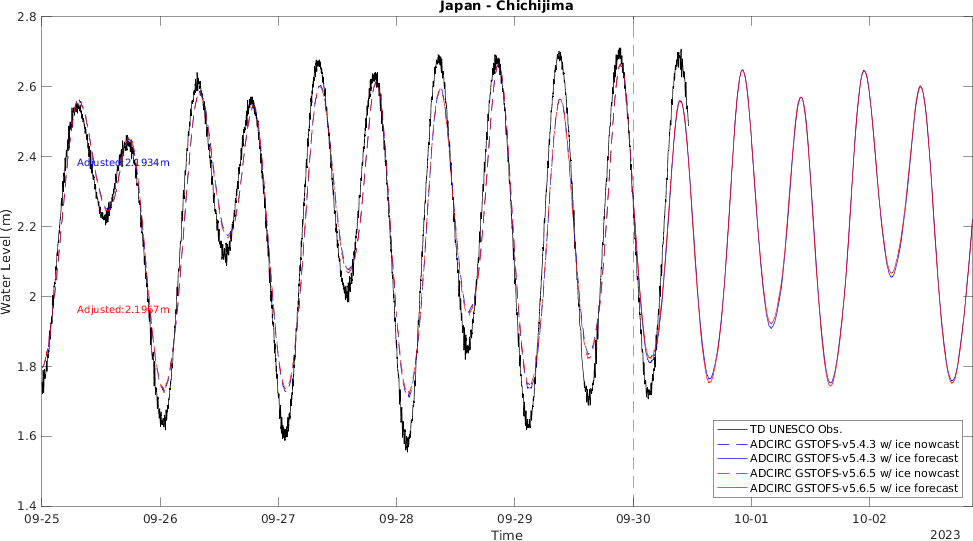 Japan - Chichijima
Water Level (m)
2.8
2.6
2.4
2.2
2
1.8
1.6
1.4
Adjusted:2.1934m
Adjusted:2.1967m
TD UNESCO Obs.
ADCIRC GSTOFS-v5.4.3 w/ ice nowcast
ADCIRC GSTOFS-v5.4.3 w/ ice forecast
ADCIRC GSTOFS-v5.6.5 w/ ice nowcast
ADCIRC GSTOFS-v5.6.5 w/ ice forecast
09-25 09-26 09-27 09-28 09-29 09-30 10-01 10-02
Time
2023